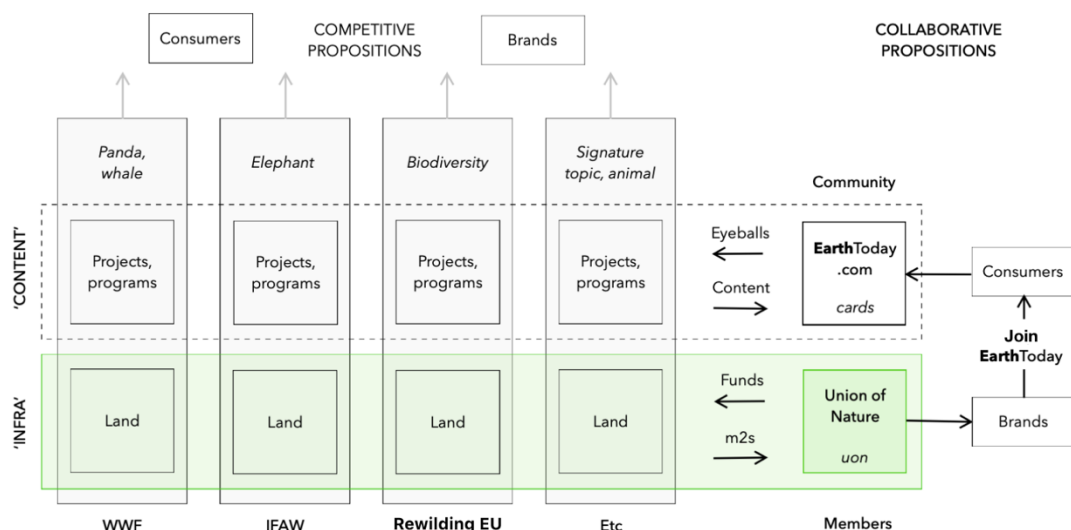 Consumers
COMPETITIVE
PROPOSITIONS
Brands
COLLABORATIVE
PROPOSITIONS
Panda,
whale
Elephant
Biodiversity
Signature
topic, animal
Community
'CONTENT'
Projects,
programs
Projects,
programs
Projects,
programs
Projects,
programs
Eyeballs
Content
EarthToday
.com
cards
Consumers
Join
EarthToday
'INFRA'
Land
Land
Land
Land
Funds
m2s
Union of
Nature
uon
Brands
WWF
IFAW
Rewilding EU
Etc
Members